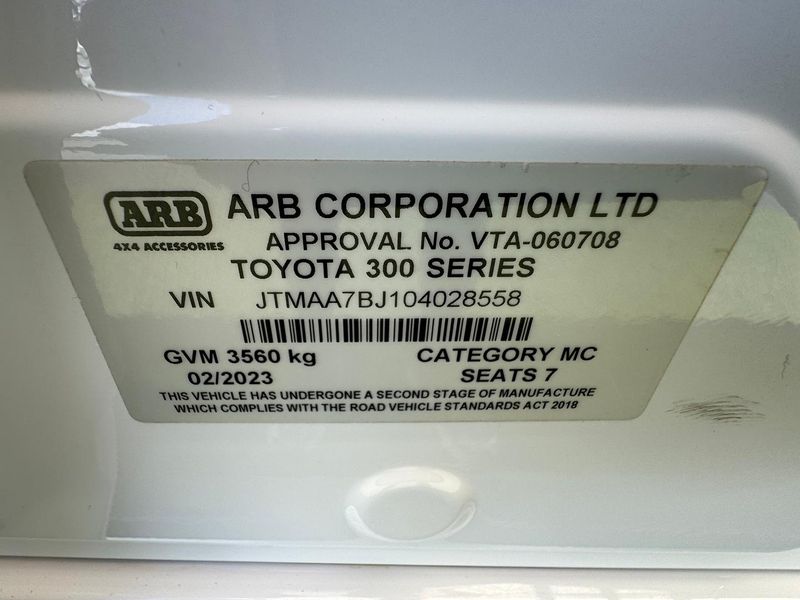 ARB
4X4 ACCESSORIES
ARB CORPORATION LTD
APPROVAL No. VTA-060708
TOYOTA 300 SERIES
VIN JTMAA7BJ104028558
GVM 3560 kg CATEGORY MC
02/2023 SEATS 7
THIS VEHICLE HAS UNDERGONE A SECOND STAGE OF MANUFACTURE
WHICH COMPLIES WITH THE ROAD VEHICLE STANDARDS ACT 2018